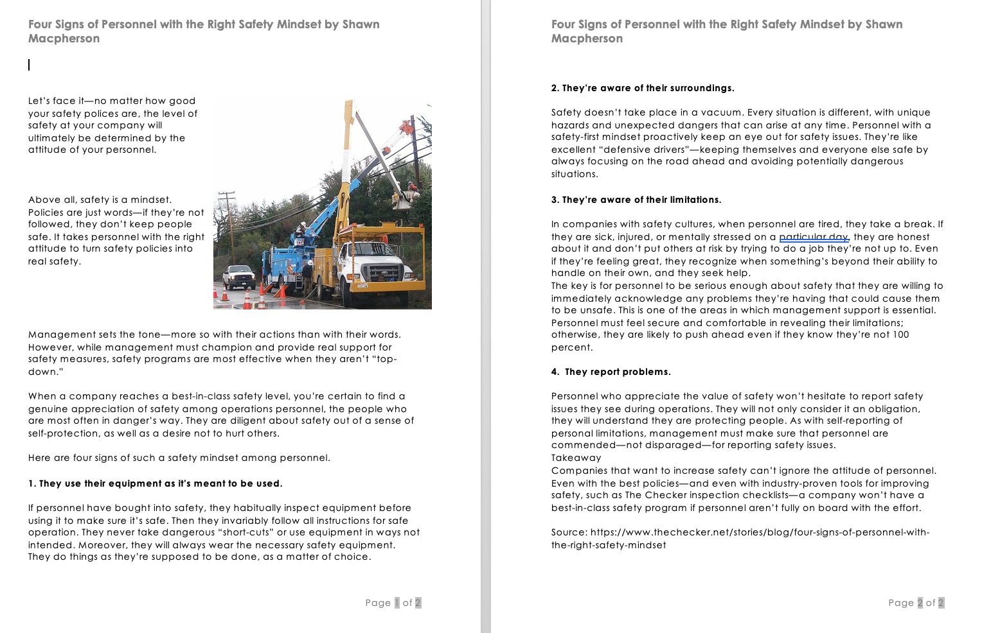 Four Signs of Personnel with the Right Safety Mindset by Shawn
Macpherson
Let's face it—no matter how good
your safety polices are, the level of
safety at your company will
ultimately be determined by the
attitude of your personnel.
Above all, safety is a mindset.
Policies are just words—if they're not
followed, they don't keep people
safe. It takes personnel with the right
attitude to turn safety policies into
real safety.
Management sets the tone—more so with their actions than with their words.
However, while management must champion and provide real support for
safety measures, safety programs are most effective when they aren't “top-
down.”
When a company reaches a best-in-class safety level, you're certain to find a
genuine appreciation of safety among operations personnel, the people who
are most often in danger's way. They are diligent about safety out of a sense of
self-protection, as well as a desire not to hurt others.
Here are four signs of such a safety mindset among personnel.
1. They use their equipment as it's meant to be used.
If personnel have bought into safety, they habitually inspect equipment before
using it to make sure it's safe. Then they invariably follow all instructions for safe
operation. They never take dangerous “short-cuts” or use equipment in ways not
intended. Moreover, they will always wear the necessary safety equipment.
They do things as they're supposed to be done, as a matter of choice.
Page 1 of 2
Four Signs of Personnel with the Right Safety Mindset by Shawn
Macpherson
2. They're aware of their surroundings.
Safety doesn't take place in a vacuum. Every situation is different, with unique
hazards and unexpected dangers that can arise at any time. Personnel with a
safety-first mindset proactively keep an eye out for safety issues. They're like
excellent “defensive drivers”—keeping themselves and everyone else safe by
always focusing on the road ahead and avoiding potentially dangerous
situations.
3. They're aware of their limitations.
In companies with safety cultures, when personnel are tired, they take a break. If
they are sick, injured, or mentally stressed on a particular day, they are honest
about it and don't put others at risk by trying to do a job they're not up to. Even
if they're feeling great, they recognize when something's beyond their ability to
handle on their own, and they seek help.
The key is for personnel to be serious enough about safety that they are willing to
immediately acknowledge any problems they're having that could cause them
to be unsafe. This is one of the areas in which management support is essential.
Personnel must feel secure and comfortable in revealing their limitations;
otherwise, they are likely to push ahead even if they know they're not 100
percent.
4.  They report problems.
Personnel who appreciate the value of safety won't hesitate to report safety
issues they see during operations. They will not only consider it an obligation,
they will understand they are protecting people. As with self-reporting of
personal limitations, management must make sure that personnel are
commended—not disparaged—for reporting safety issues.
Takeaway
Companies that want to increase safety can't ignore the attitude of personnel.
Even with the best policies—and even with industry-proven tools for improving
safety, such as The Checker inspection checklists—a company won't have a
best-in-class safety program if personnel aren't fully on board with the effort.
Source: https://www.thechecker.net/stories/blog/four-signs-of-personnel-with-
the-right-safety-mindset
Page 2 of 2